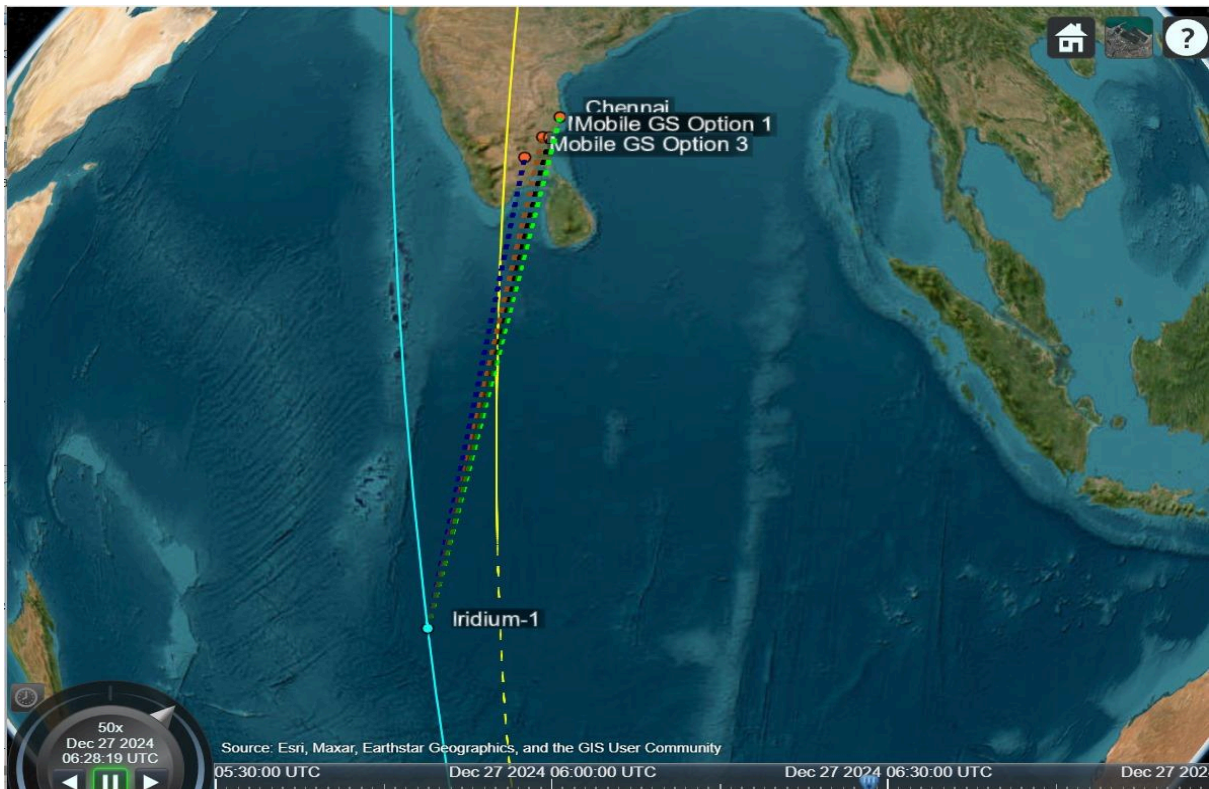 ?
Chennai
Mobile GS Option 1
Mobile GS Option 3
Iridium-1
50x
Dec 27 2024
06:28:19 UTC
Source: Esri, Maxar, Earthstar Geographics, and the GIS User Community
05:30:00 UTC
Dec 27 2024 06:00:00 UTC
Dec 27 2024 06:30:00 UTC
Dec 27 2024